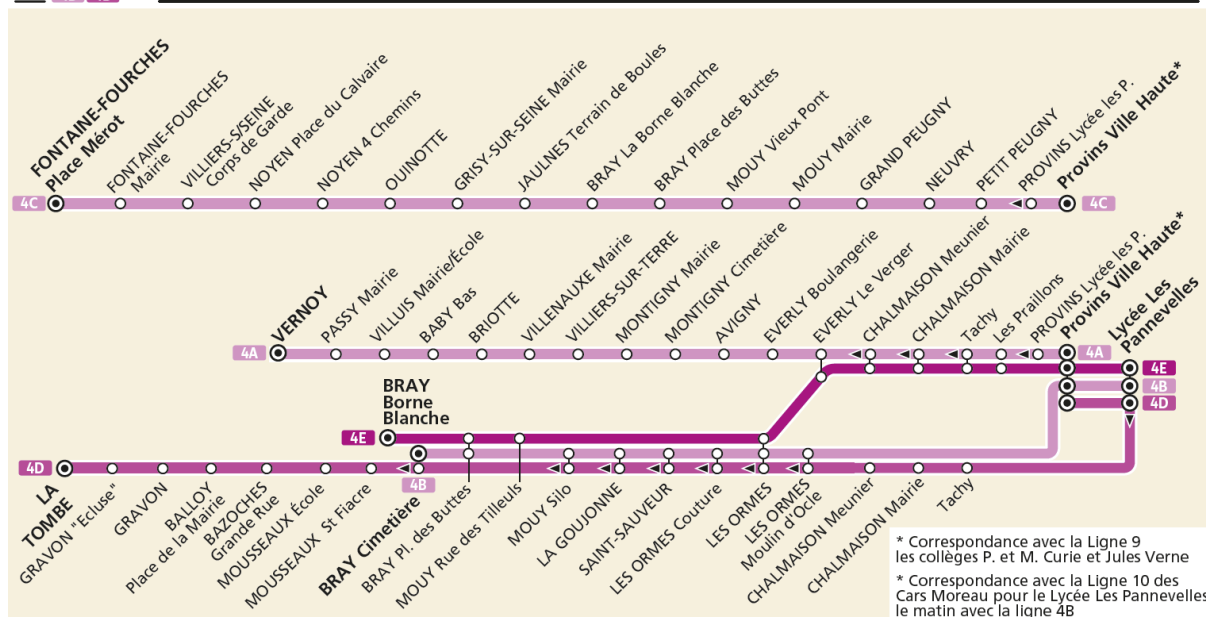 FONTAINE-FOURCHES
Place Mérot
FONTAINE-FOURCHES
Mairie
VILLIERS-S/SEINE
Corps de Garde
NOYEN Place du Calvaire
NOYEN 4 Chemins
OUINOTTE
GRISY-SUR-SEINE Mairie
JAULNES Terrain de Boules
BRAY La Borne Blanche
BRAY Place des Buttes
MOUY Vieux Pont
MOUY Mairie
GRAND PEUGNY
NEUVRY
PETIT PEUGNY
PROVINS Lycée les P.
Provins Ville Haute*
4C
4C
VERNOY
PASSY Mairie
VILLUIS Mairie/École
BABY Bas
BRIOTTE
VILLENAUXE Mairie
VILLIERS-SUR-TERRE
MONTIGNY Mairie
MONTIGNY Cimetière
AVIGNY
EVERLY Boulangerie
EVERLY Le Verger
CHALMAISON Meunier
CHALMAISON Mairie
Tachy
Les Praillons
PROVINS Lycée les P.
Provins Ville Haute*
Lycée Les
Pannevelles
4A
4A
4E
4B
4D
BRAY
Borne
Blanche
4E
4D
4B
LA
TOMBE
GRAVON "Ecluse"
GRAVON
BALLOY
Place de la Mairie
BAZOCHES
Grande Rue
MOUSSEAUX École
MOUSSEAUX St Fiacre
BRAY Cimetière
BRAY Pl. des Buttes
MOUY Rue des Tilleuls
MOUY Silo
LA GOUJONNE
SAINT-SAUVEUR
LES ORMES Couture
LES ORMES
LES ORMES
Moulin d'Ocle
CHALMAISON Meunier
CHALMAISON Mairie
Tachy
* Correspondance avec la Ligne 9
les collèges P. et M. Curie et Jules Verne
* Correspondance avec la Ligne 10 des
Cars Moreau pour le Lycée Les Pannevelles
le matin avec la ligne 4B